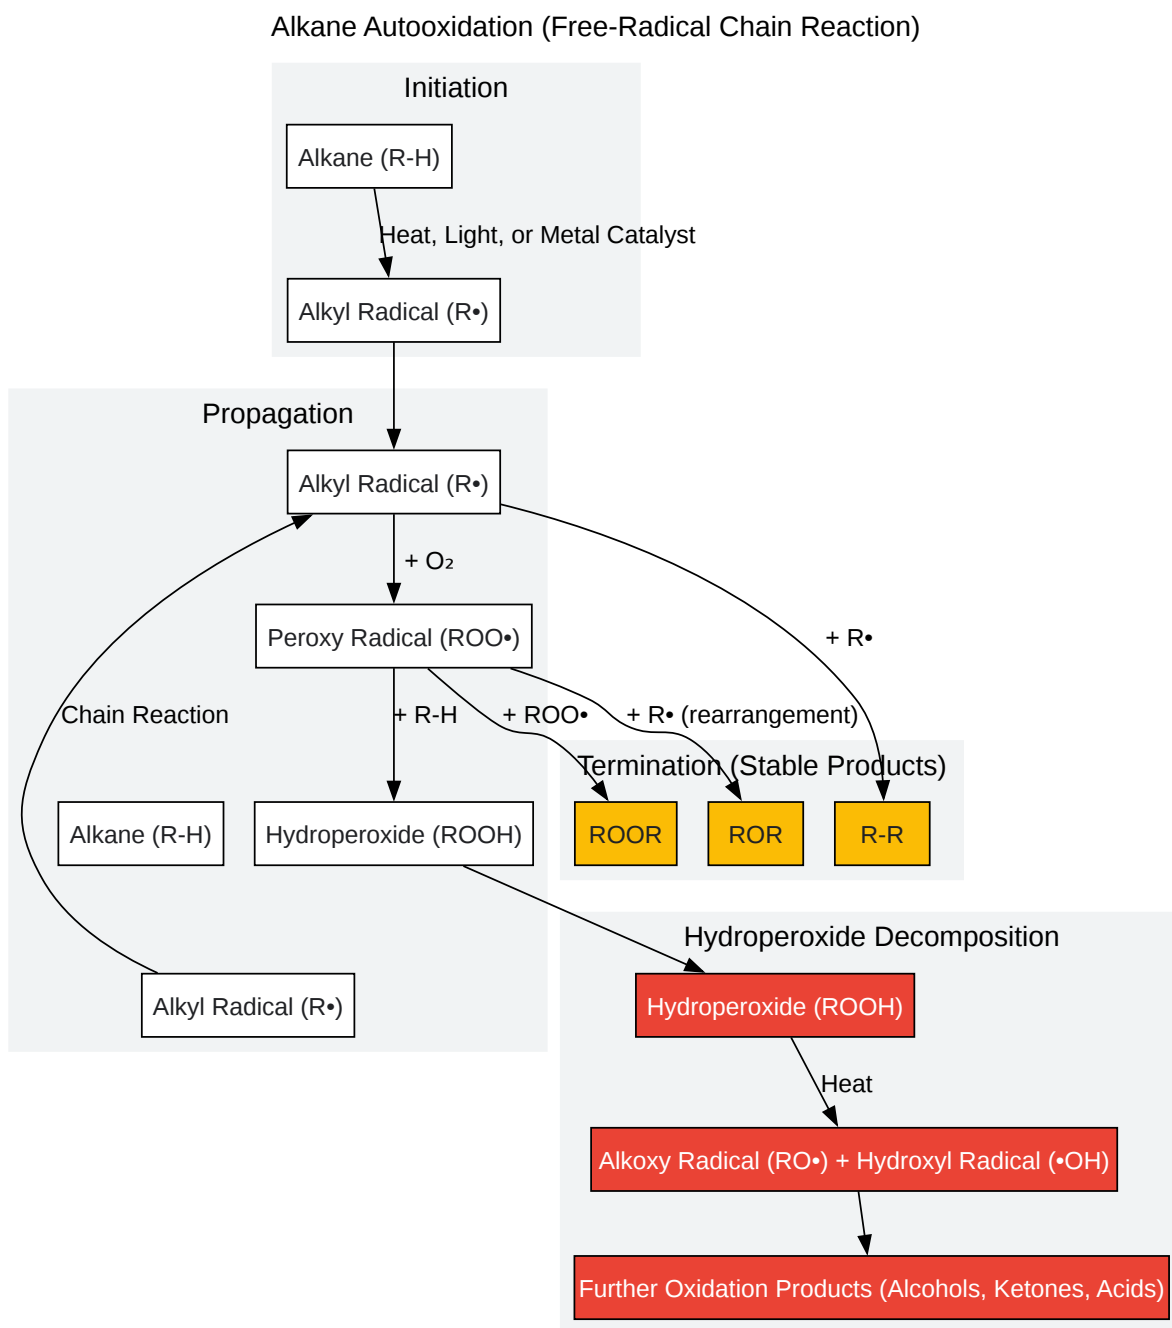 Alkane Autooxidation (Free-Radical Chain Reaction)
Initiation
Alkane (R-H)
Heat, Light, or Metal Catalyst
Alkyl Radical (R•)
Propagation
Alkyl Radical (R•)
+ O₂
Peroxy Radical (ROO•)
+ R•
Chain Reaction
+ R-H
+ ROO•
+ R• (rearrangement)
Termination (Stable Products)
Alkane (R-H)
Hydroperoxide (ROOH)
ROOR
ROR
R-R
Hydroperoxide Decomposition
Alkyl Radical (R•)
Hydroperoxide (ROOH)
Heat
Alkoxy Radical (RO•) + Hydroxyl Radical (•OH)
Further Oxidation Products (Alcohols, Ketones, Acids)